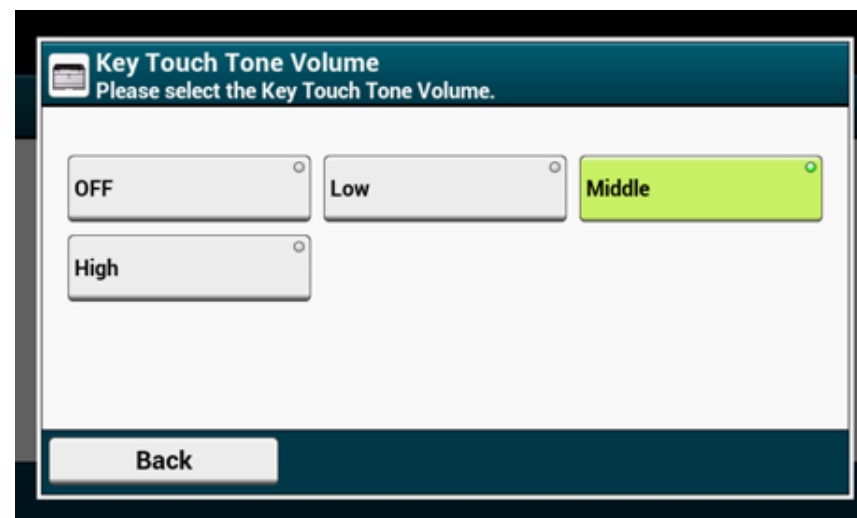 Key Touch Tone Volume
Please select the Key Touch Tone Volume.
OFF
Low
Middle
High
Back